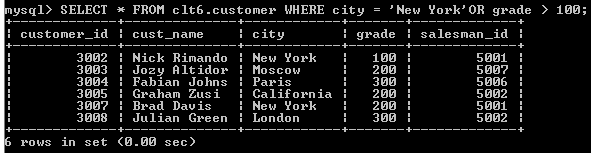 mysql> SELECT * FROM clt6.customer WHERE city = 'New York'OR grade > 100;
+-------------+---------------+------------+-------+-------------+
| customer_id | cust_name | city | grade | salesman_id |
+-------------+---------------+------------+-------+-------------+
| 3002 | Nick Rimando | New York | 100 | 5001 |
| 3003 | Jozy Altidor | Moscow | 200 | 5007 |
| 3004 | Fabian Johns | Paris | 300 | 5006 |
| 3005 | Graham Zusi | California | 200 | 5002 |
| 3007 | Brad Davis | New York | 200 | 5001 |
| 3008 | Julian Green | London | 300 | 5002 |
+-------------+---------------+------------+-------+-------------+
6 rows in set (0.00 sec)